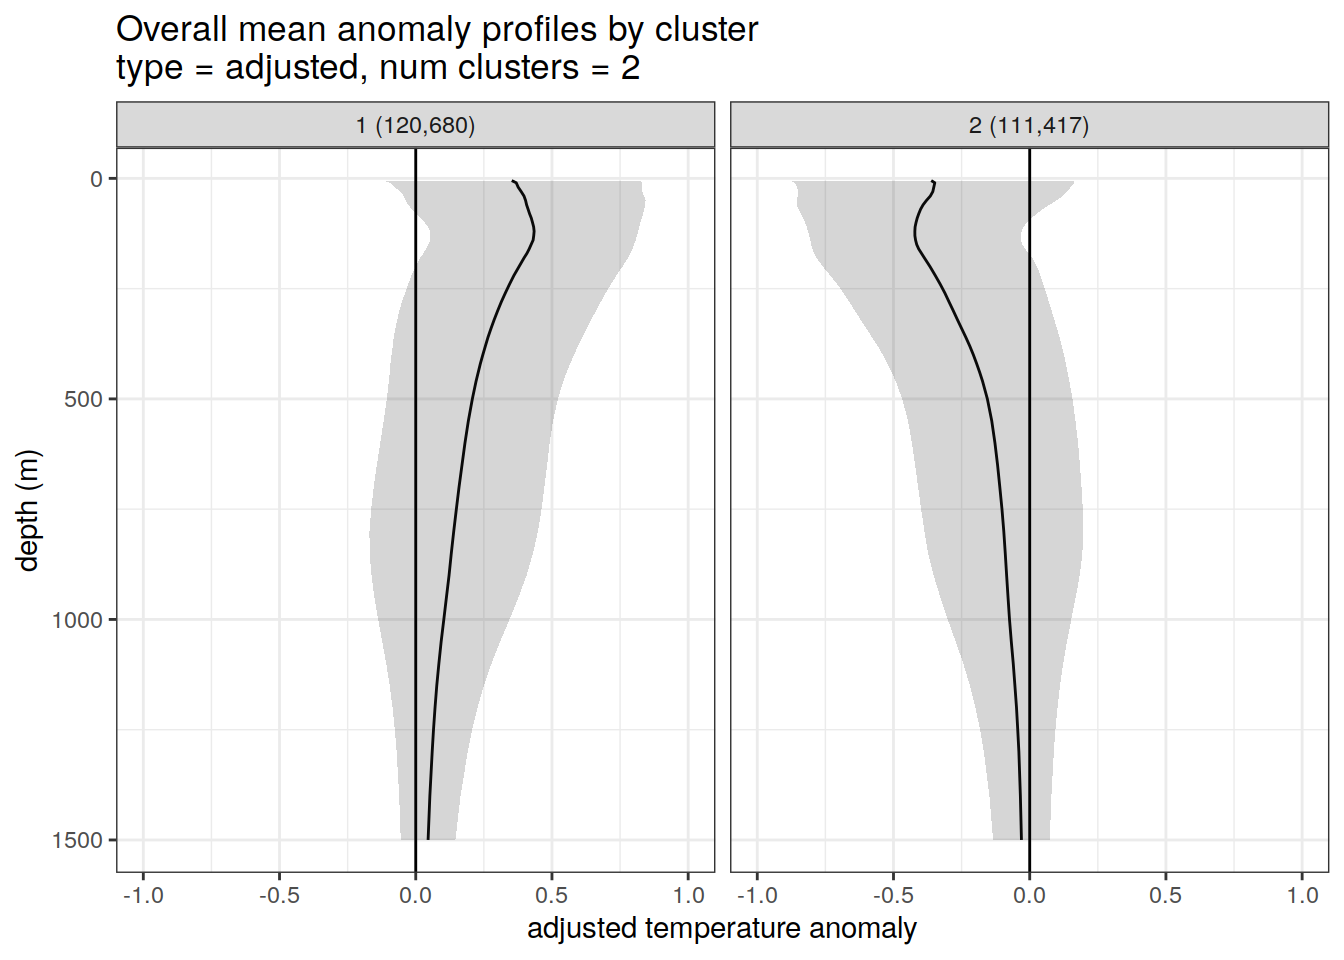 Overall mean anomaly profiles by cluster
type = adjusted, num clusters = 2
1 (120,680)
2 (111,417)
0
500
1000
1500
depth (m)
-1.0 -0.5 0.0 0.5 1.0
-1.0 -0.5 0.0 0.5 1.0
adjusted temperature anomaly